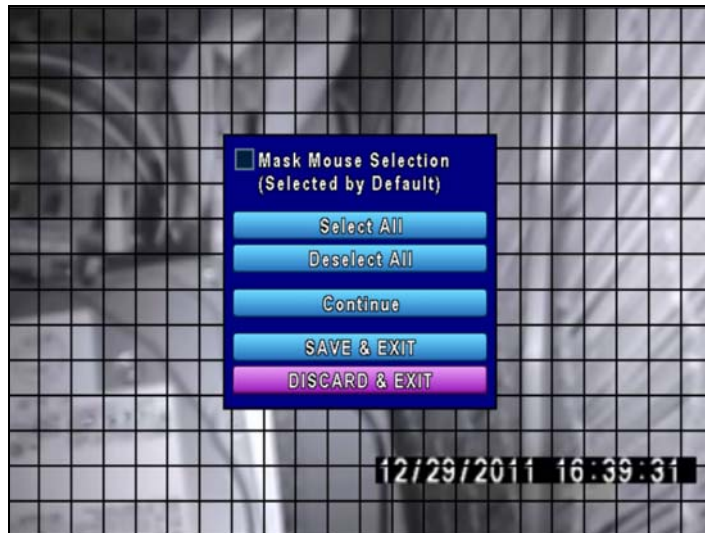 Mask Mouse Selection
(Selected by Default)
Select All
Deselect All
Continue
SAVE & EXIT
DISCARD & EXIT
12/29/2011 16:39:31